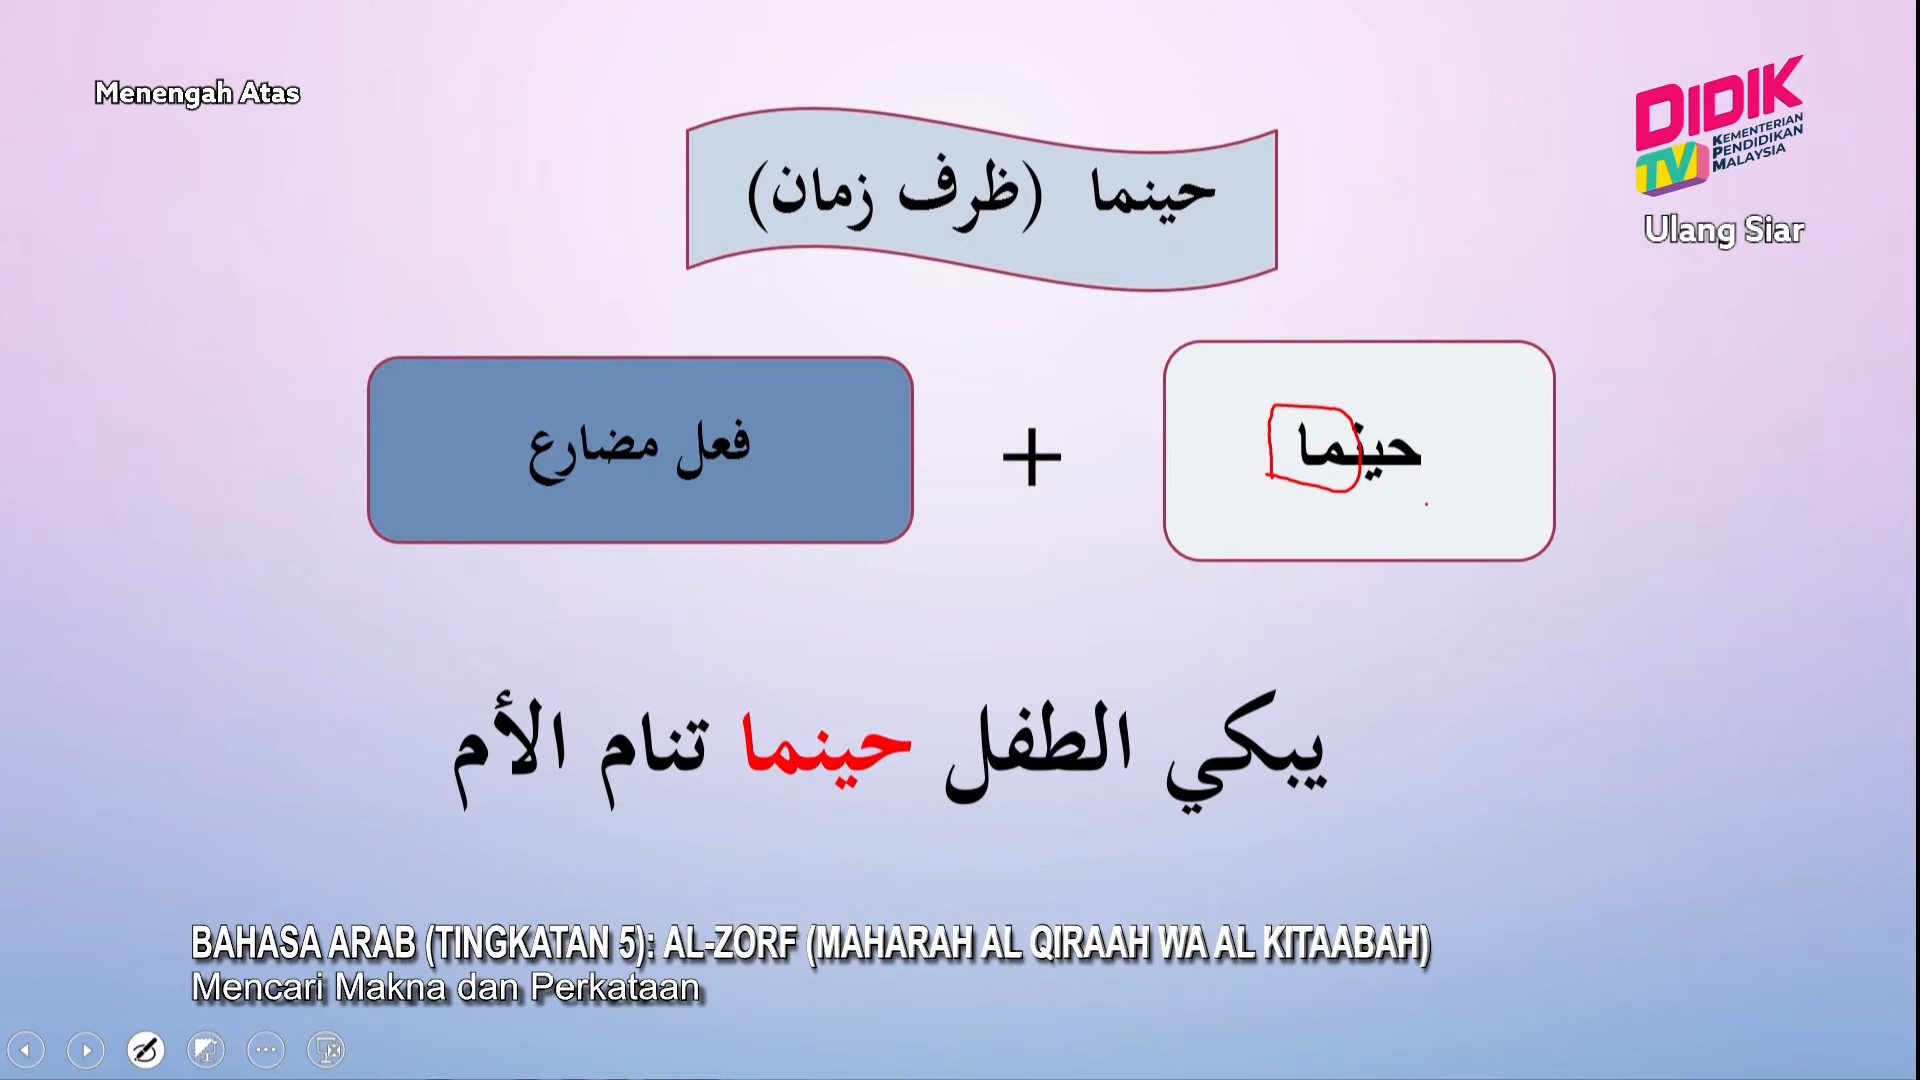 Menengah Atas
DIDIK
TV
KEMENTERIAN
PENDIDIKAN
MALAYSIA
Ulang Siar
حينما (ظرف زمان)
حينما
+
فعل مضارع
يبكي الطفل حينما تنام الأم
BAHASA ARAB (TINGKATAN 5): AL-ZORF (MAHARAH AL QIRAAH WA AL KITAABAH)
Mencari Makna dan Perkataan